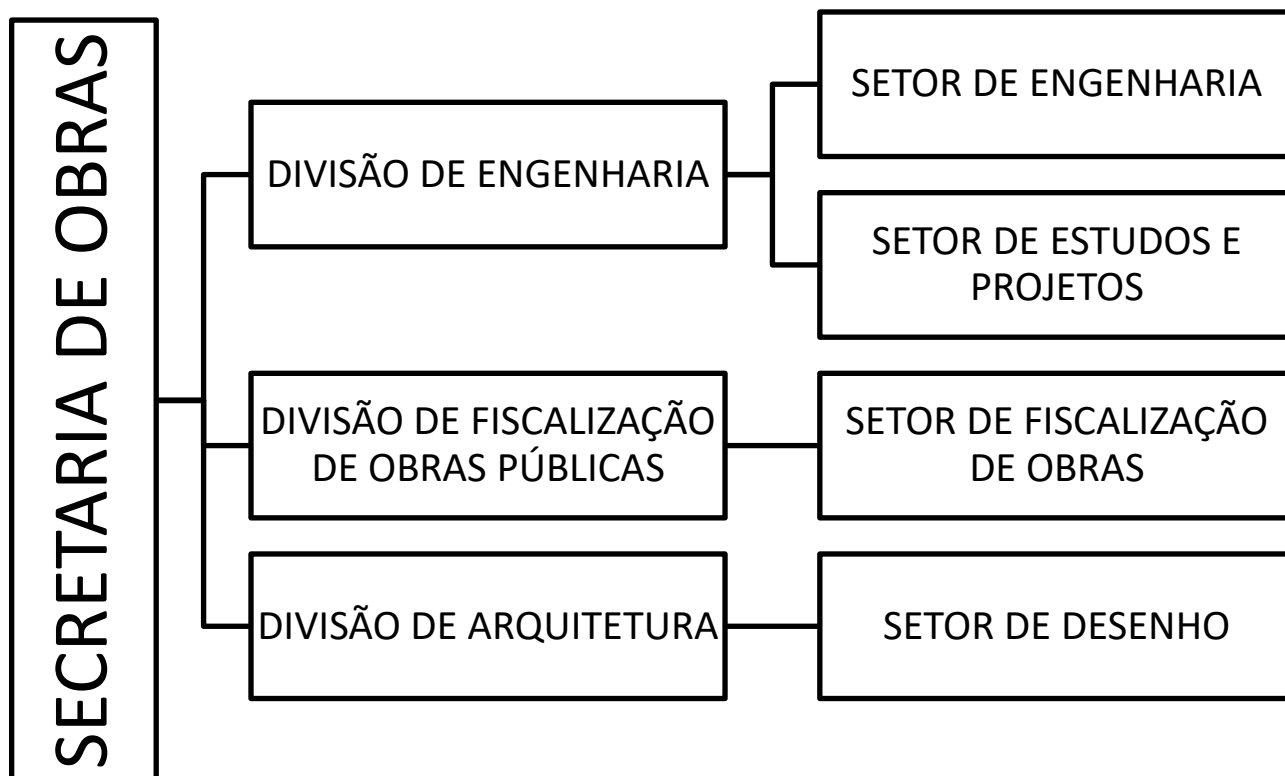 SECRETARIA DE OBRAS
DIVISÃO DE ENGENHARIA
SETOR DE ENGENHARIA
SETOR DE ESTUDOS E
PROJETOS
DIVISÃO DE FISCALIZAÇÃO
DE OBRAS PÚBLICAS
SETOR DE FISCALIZAÇÃO
DE OBRAS
DIVISÃO DE ARQUITETURA
SETOR DE DESENHO